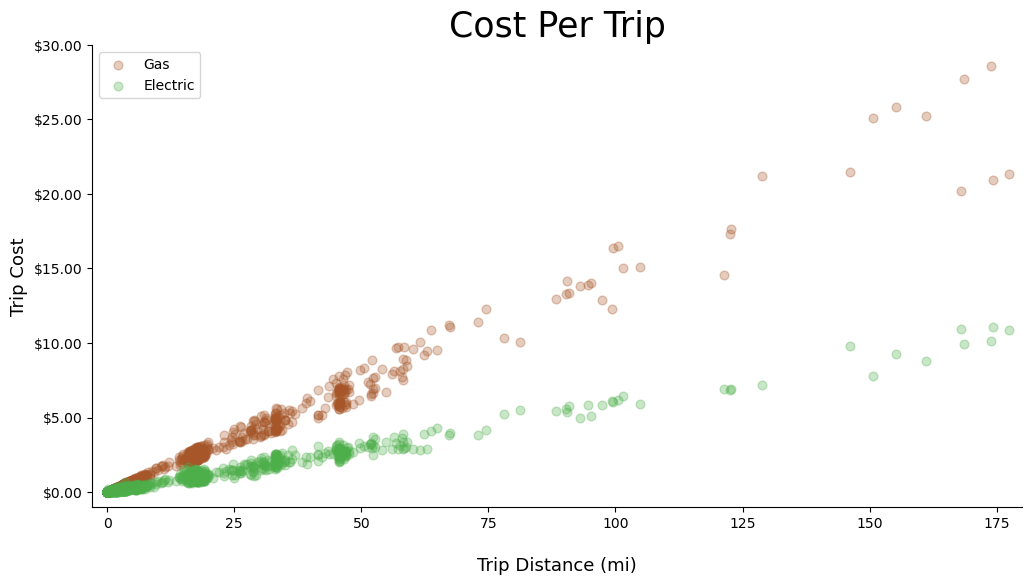 Cost Per Trip
$30.00
Gas
Electric
$25.00
$20.00
$15.00
$10.00
$5.00
$0.00
Trip Cost
0 25 50 75 100 125 150 175
Trip Distance (mi)